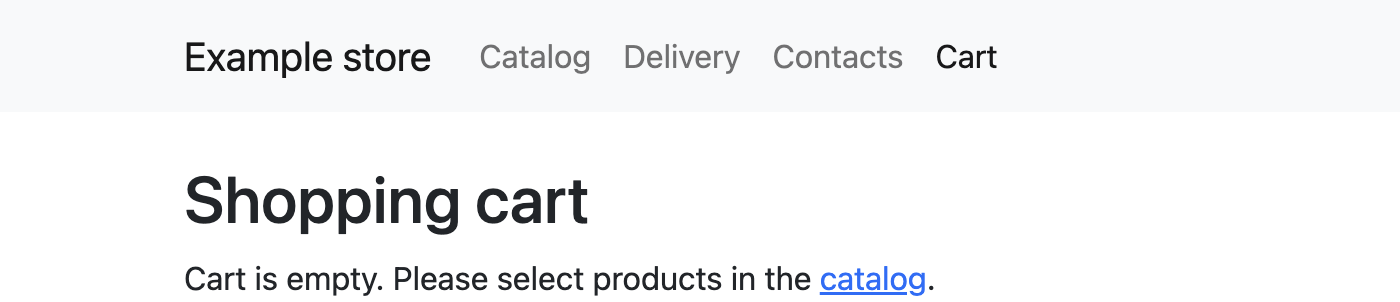 Example store Catalog Delivery Contacts Cart
Shopping cart
Cart is empty. Please select products in the catalog.